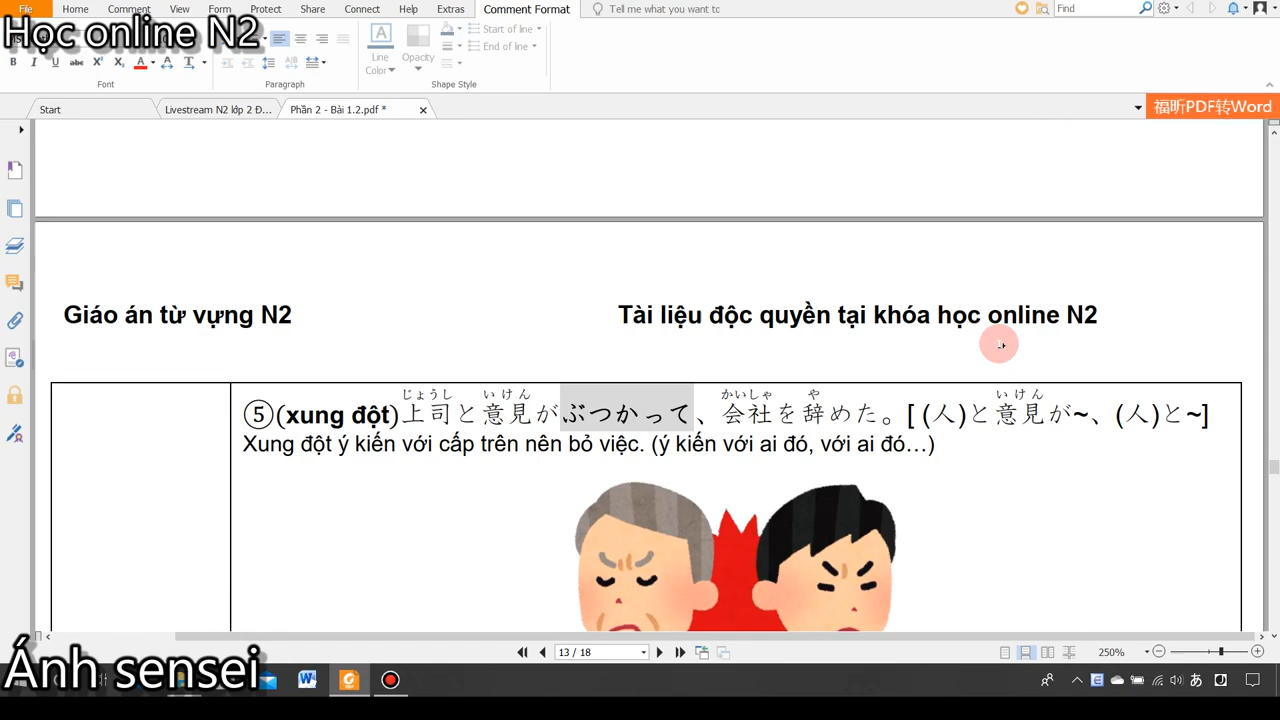 File Home Comment View Form Protect Share Connect Help Extras Comment Format Tell me what you want tc Find
Học online N2
B I U abc X² X₂ A A T
Line Color Opacity
Start of line
End of line
Font Paragraph Shape Style
Start Livestream N2 lớp 2 Đ... Phần 2 - Bài 1.2.pdf * 福昕PDF转Word
Giáo án từ vựng N2 Tài liệu độc quyền tại khóa học online N2
じょうし いけん かいしゃ や いけん
⑤(xung đột)上司と意見がぶつかって、会社を辞めた。[ (人)と意見が~、(人)と~]
Xung đột ý kiến với cấp trên nên bỏ việc. (ý kiến với ai đó, với ai đó…)
13 / 18 250%
Ánh sensei
あ